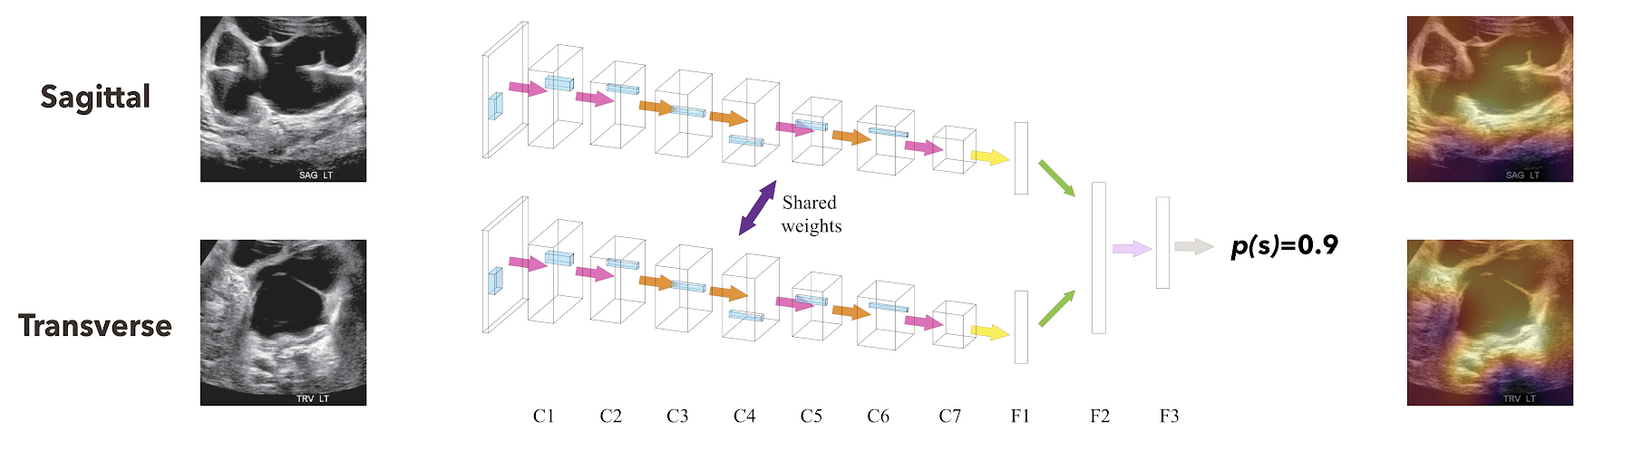 Sagittal
SAG LT
SAG LT
Shared
weights
p(s)=0.9
Transverse
TRV LT
TRV LT
C1 C2 C3 C4 C5 C6 C7 F1 F2 F3